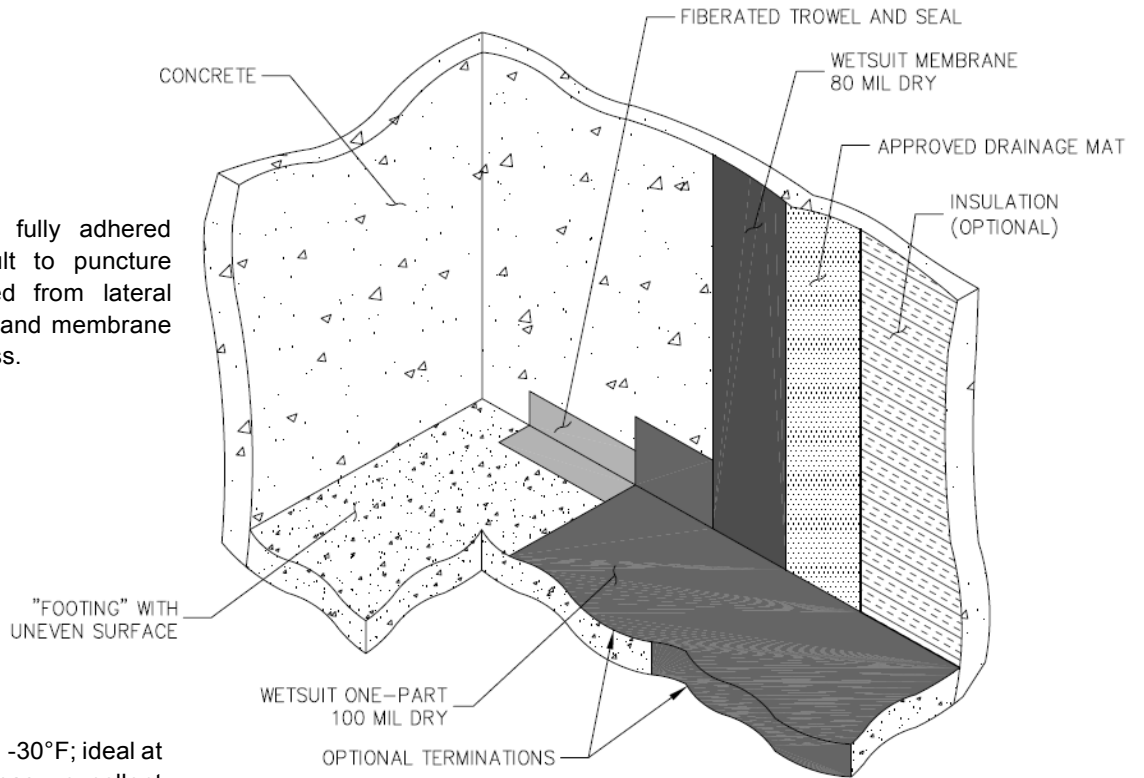 FIBERATED TROWEL AND SEAL
CONCRETE
WETSUIT MEMBRANE
80 MIL DRY
APPROVED DRAINAGE MAT
INSULATION
(OPTIONAL)
fully adhered
ult to puncture
ed from lateral
and membrane
ss.
"FOOTING" WITH
UNEVEN SURFACE
WETSUIT ONE-PART
100 MIL DRY
OPTIONAL TERMINATIONS
-30°F; ideal at